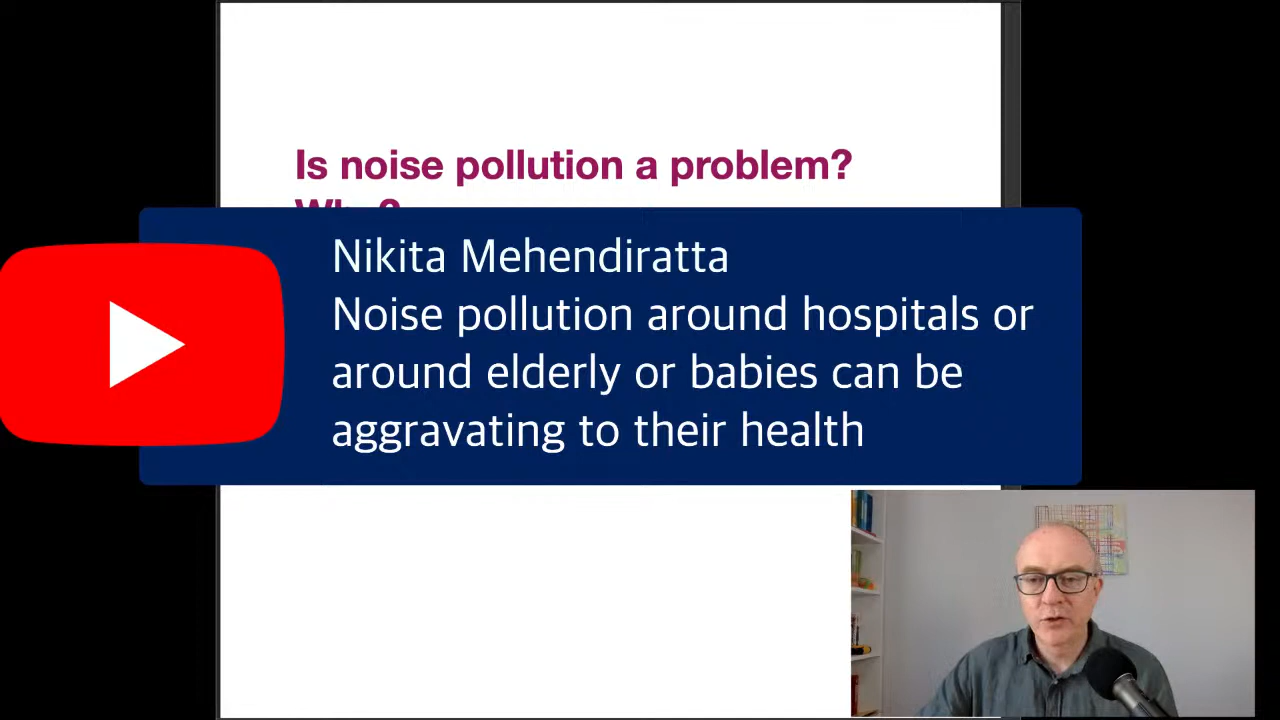 Is noise pollution a problem?
Nikita Mehendiratta
Noise pollution around hospitals or
around elderly or babies can be
aggravating to their health